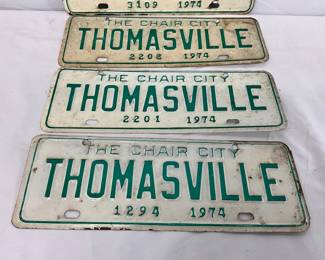 3109 1974
THE CHAIR CITY
THOMASVILLE
2202 1974
THE CHAIR CITY
THOMASVILLE
2201 1974
THE CHAIR CITY
THOMASVILLE
1294 1974